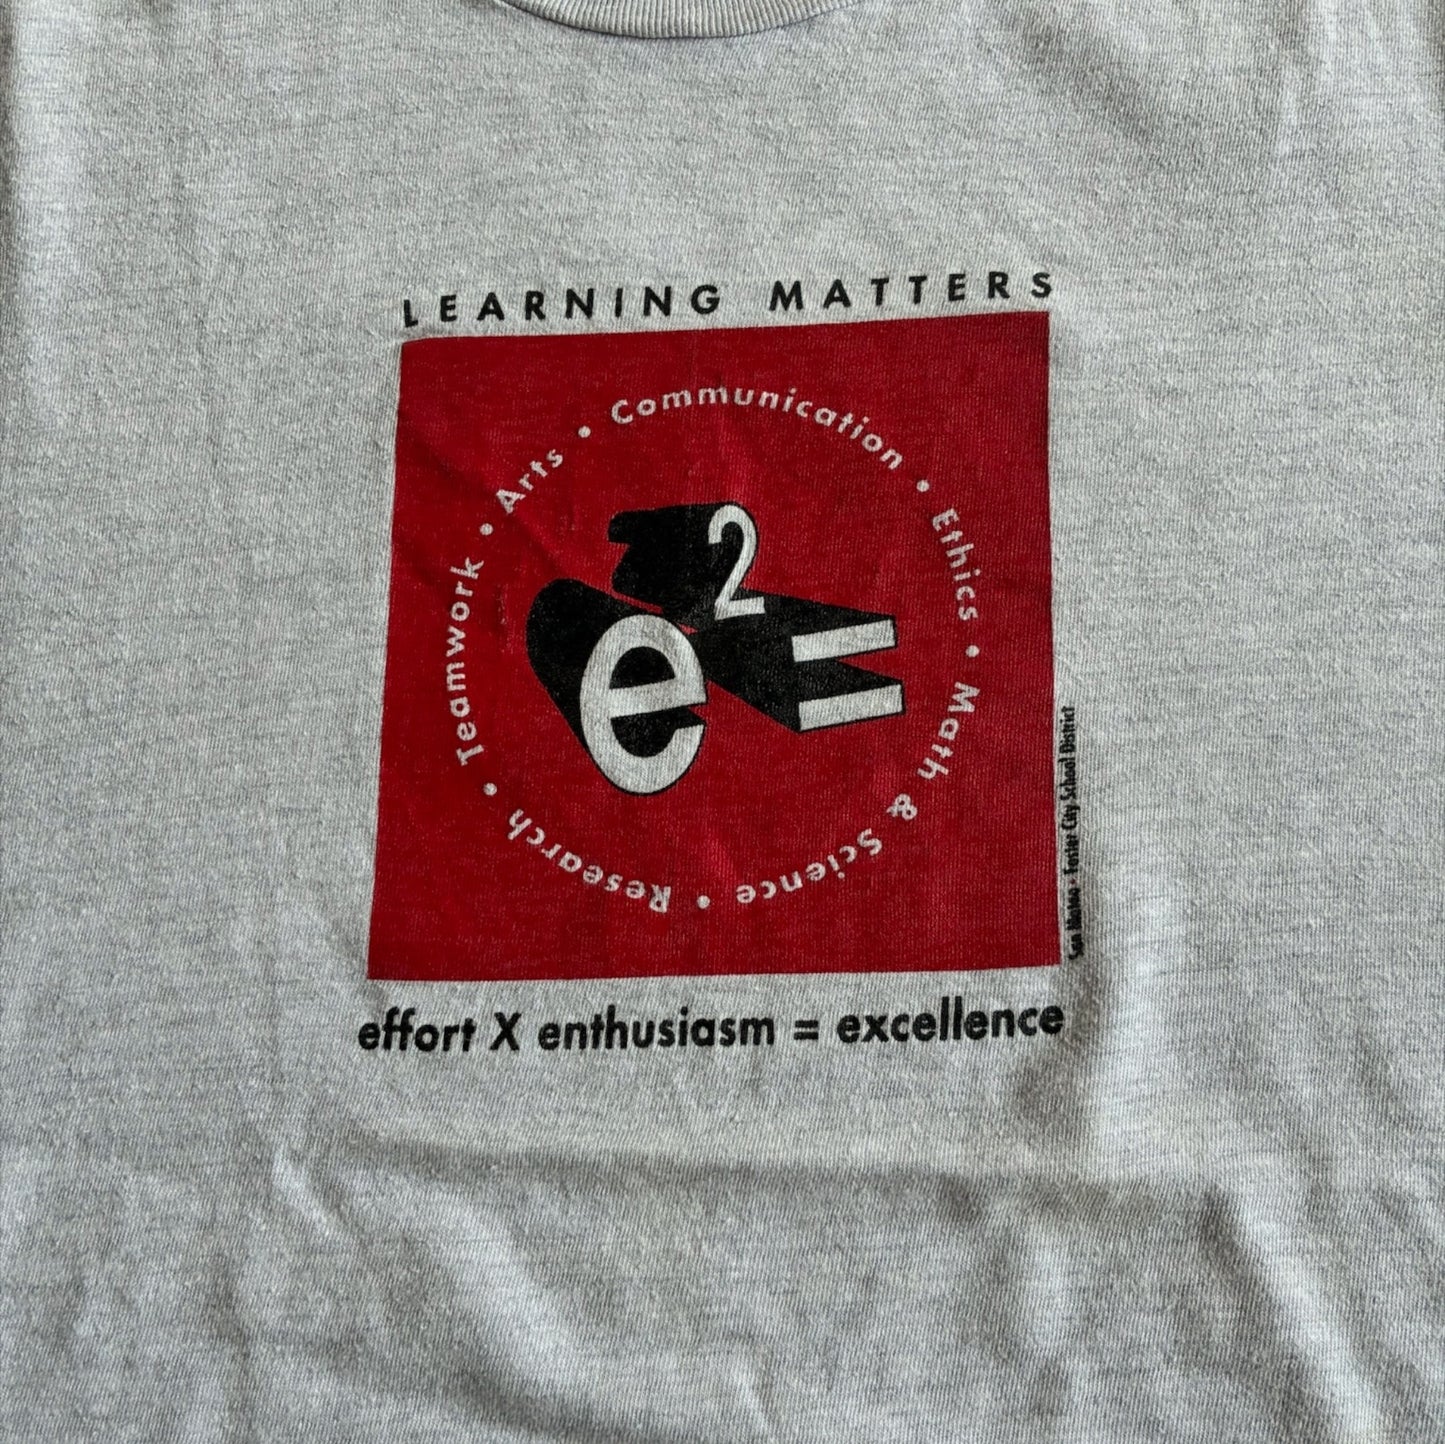 LEARNING MATTERS
Communication • Ethics • Math & Science • Research • Teamwork • Arts •
e²=
San Mateo • Foster City School District
effort X enthusiasm = excellence